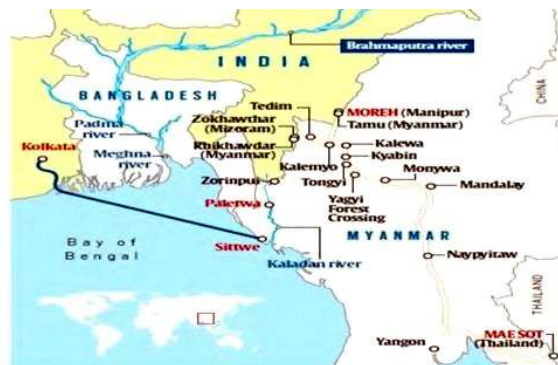 Brahmaputra river
INDIA
BANGLADESH
Tedim
MOREH (Manipur)
Zokhawthar
(Mizoram)
Tamu (Myanmar)
Padma
river
Kolkata
Rhikhawdar
(Myanmar)
Kalewa
Kyabin
Meghna
river
Kalemyo
Monywa
Zorinpui
Tongyi
Mandalay
Yagyi
Forest
Crossing
Paletwa
MYANMAR
Bay of
Bengal
Sittwe
Kaladan river
Naypyitaw
CHINA
THAILAND
Yangon
MAE SOT
(Thailand)